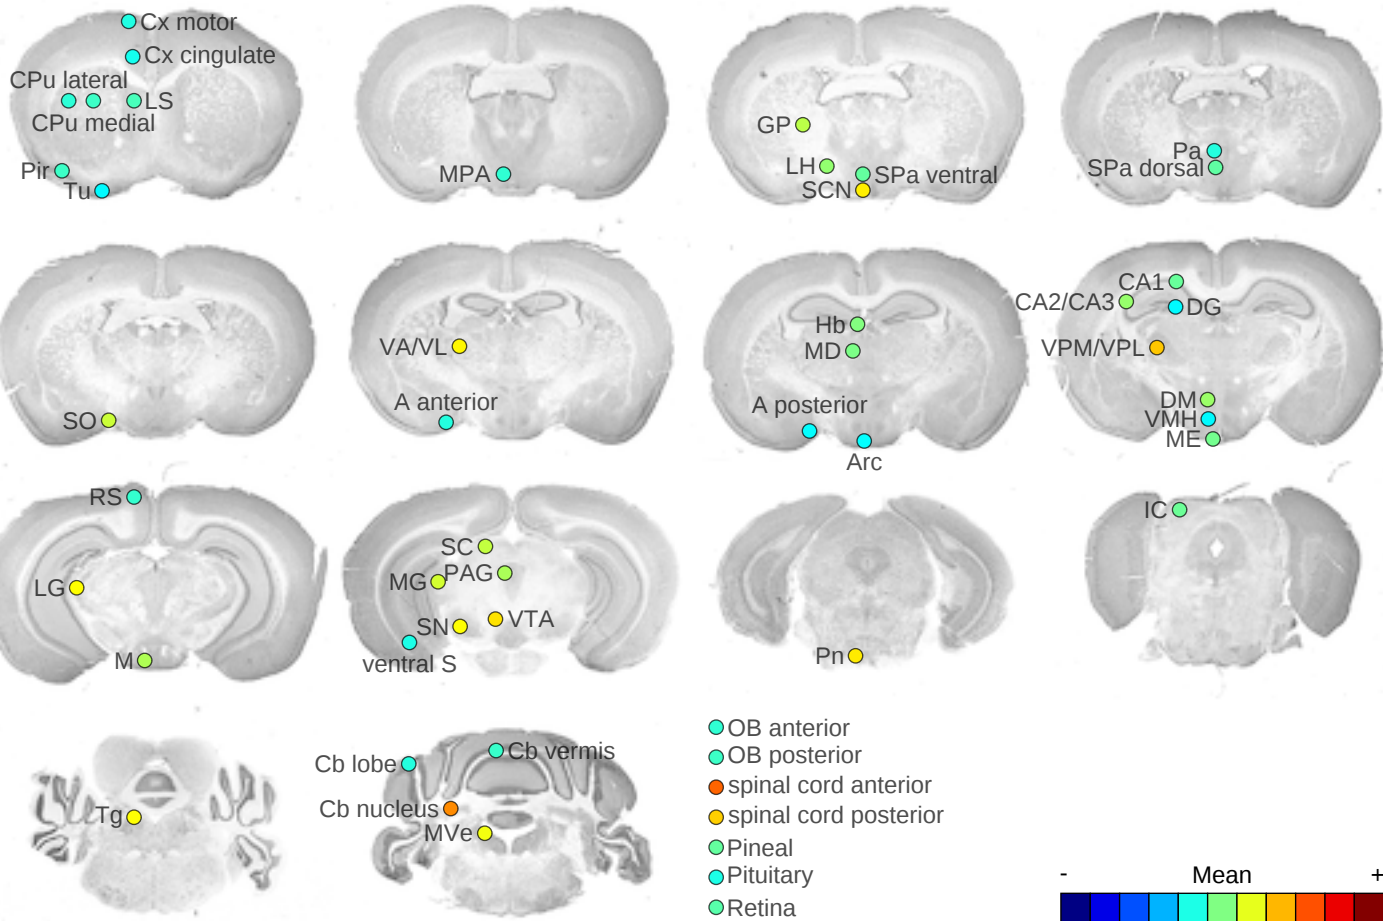 Cx motor
Cx cingulate
CPu lateral
LS
CPu medial
Pir
Tu
MPA
GP
LH
SPa ventral
SCN
Pa
SPa dorsal
SO
VA/VL
A anterior
Hb
MD
A posterior
Arc
CA1
CA2/CA3
DG
VPM/VPL
DM
VMH
ME
RS
LG
M
SC
MG
PAG
SN
VTA
ventral S
Pn
IC
Tg
Cb lobe
Cb vermis
Cb nucleus
MVe
OB anterior
OB posterior
spinal cord anterior
spinal cord posterior
Pineal
Pituitary
Retina
- Mean +